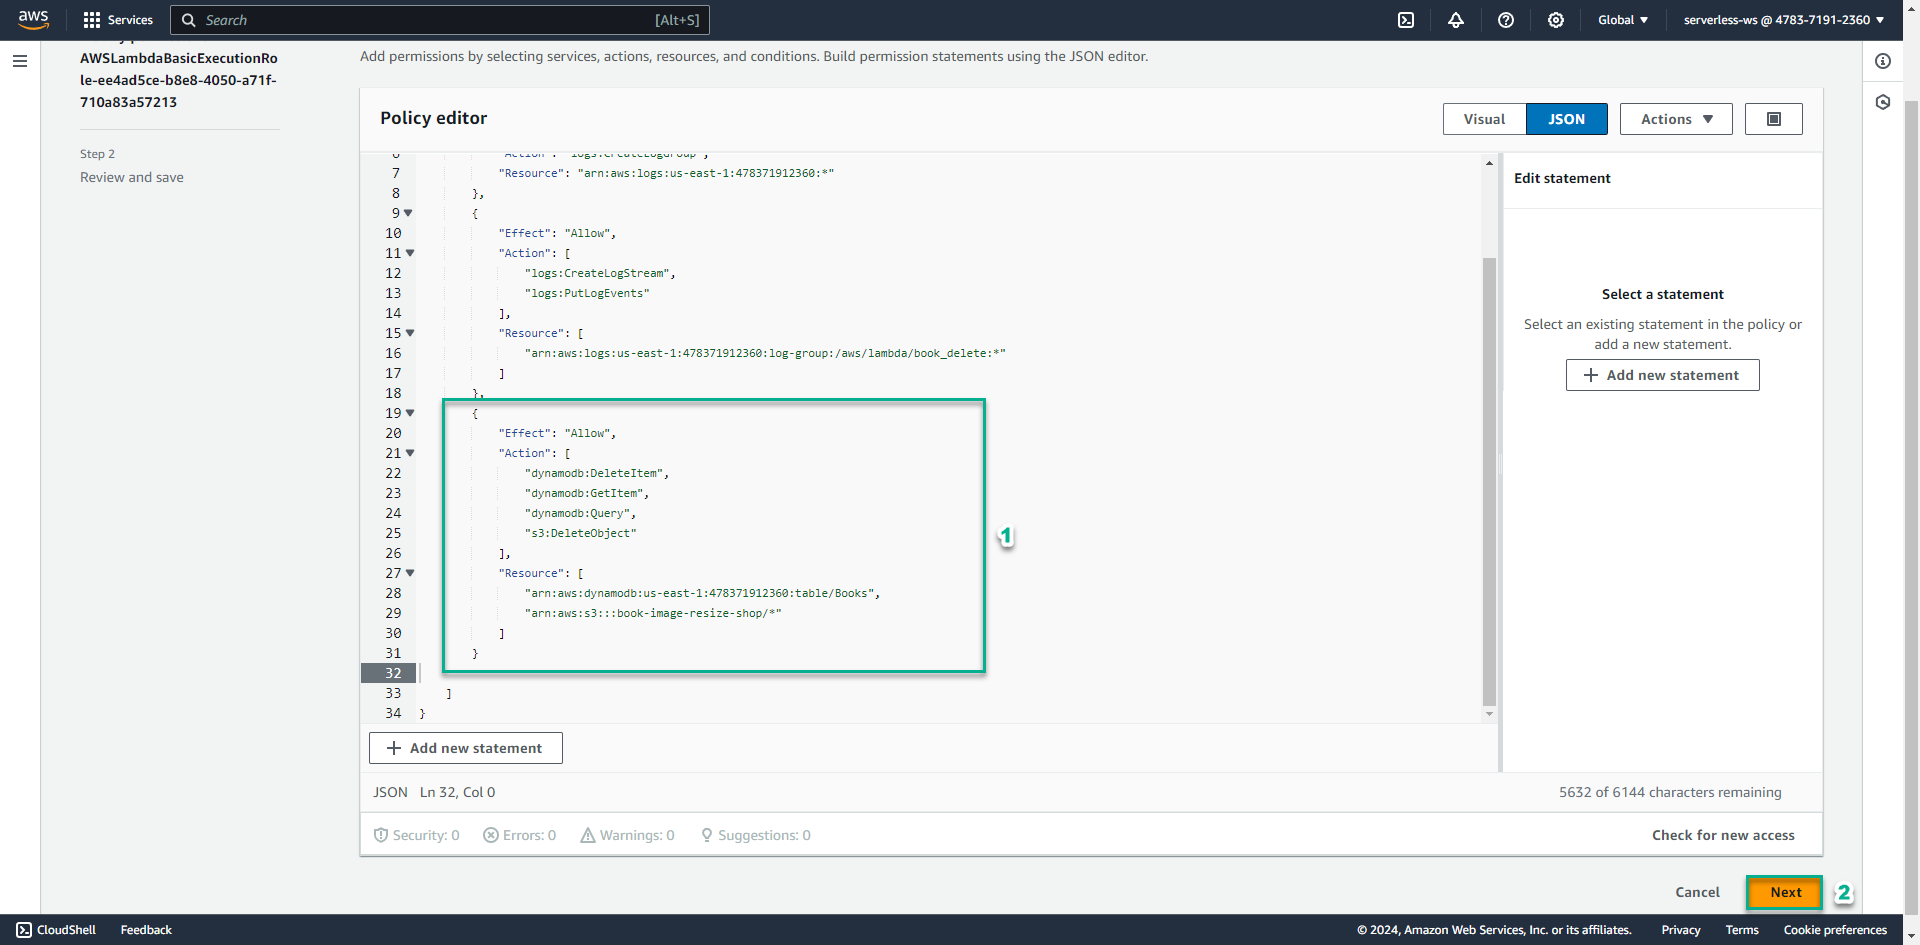 aws
Services
Search
[Alt+S]
Global
serverless-ws @ 4783-7191-2360
AWSLambdaBasicExecutionRo
le-ee4ad5ce-b8e8-4050-a71f-
710a83a57213
Step 2
Review and save
Add permissions by selecting services, actions, resources, and conditions. Build permission statements using the JSON editor.
Policy editor
Visual
JSON
Actions
6 "Action": "logs:CreateLogGroup",
7 "Resource": "arn:aws:logs:us-east-1:478371912360:*"
8 },
9 {
10 "Effect": "Allow",
11 "Action": [
12 "logs:CreateLogStream",
13 "logs:PutLogEvents"
14 ],
15 "Resource": [
16 "arn:aws:logs:us-east-1:478371912360:log-group:/aws/lambda/book_delete:*"
17 ]
18 },
19 {
20 "Effect": "Allow",
21 "Action": [
22 "dynamodb:DeleteItem",
23 "dynamodb:GetItem",
24 "dynamodb:Query",
25 "s3:DeleteObject"
26 ],
27 "Resource": [
28 "arn:aws:dynamodb:us-east-1:478371912360:table/Books",
29 "arn:aws:s3:::book-image-resize-shop/*"
30 ]
31 }
32
33 ]
34 }
1
Edit statement
Select a statement
Select an existing statement in the policy or
add a new statement.
Add new statement
Add new statement
JSON Ln 32, Col 0
5632 of 6144 characters remaining
Security: 0
Errors: 0
Warnings: 0
Suggestions: 0
Check for new access
Cancel
Next
2
CloudShell
Feedback
© 2024, Amazon Web Services, Inc. or its affiliates.
Privacy
Terms
Cookie preferences